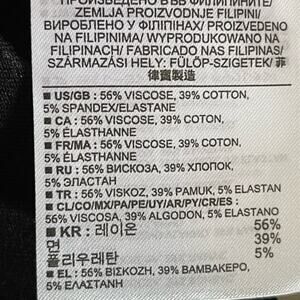 ПРОИЗВЕДЕНО ВЪВ ФИЛИПИНИТЕ/
ZEMLJA PROIZVODNJE FILIPINI/
ВИРОБЛЕНО У ФІЛІППІНАХ/ PROIZVEDENO
NA FILIPINIMA/ WYPRODUKOWANO NA
FILIPINACH/ FABRICADO NAS FILIPINAS/
SZÁRMAZÁSI HELY: FÜLÖP-SZIGETEK/ 菲
律賓製造
■ US/GB : 56% VISCOSE, 39% COTTON,
5% SPANDEX/ELASTANE
■ CA : 56% VISCOSE, 39% COTON, 5%
ÉLASTHANNE
■ FR/MA : 56% VISCOSE, 39% COTON,
5% ÉLASTHANNE
■ RU : 56% ВИСКОЗА, 39% ХЛОПОК,
5% ЭЛАСТАН
■ TR : 56% VISKOZ, 39% PAMUK, 5% ELASTAN
■ CL/CO/MX/PA/PE/UY/AR/PY/CR/ES :
56% VISCOSA, 39% ALGODON, 5% ELASTANO
■ KR : 레이온 56%
면 39%
폴리우레탄 5%
■ EL : 56% ΒΙΣΚΟΖΗ, 39% ΒΑΜΒΑΚΕΡΟ,
5% ΕΛΑΣΤΑΝΗ